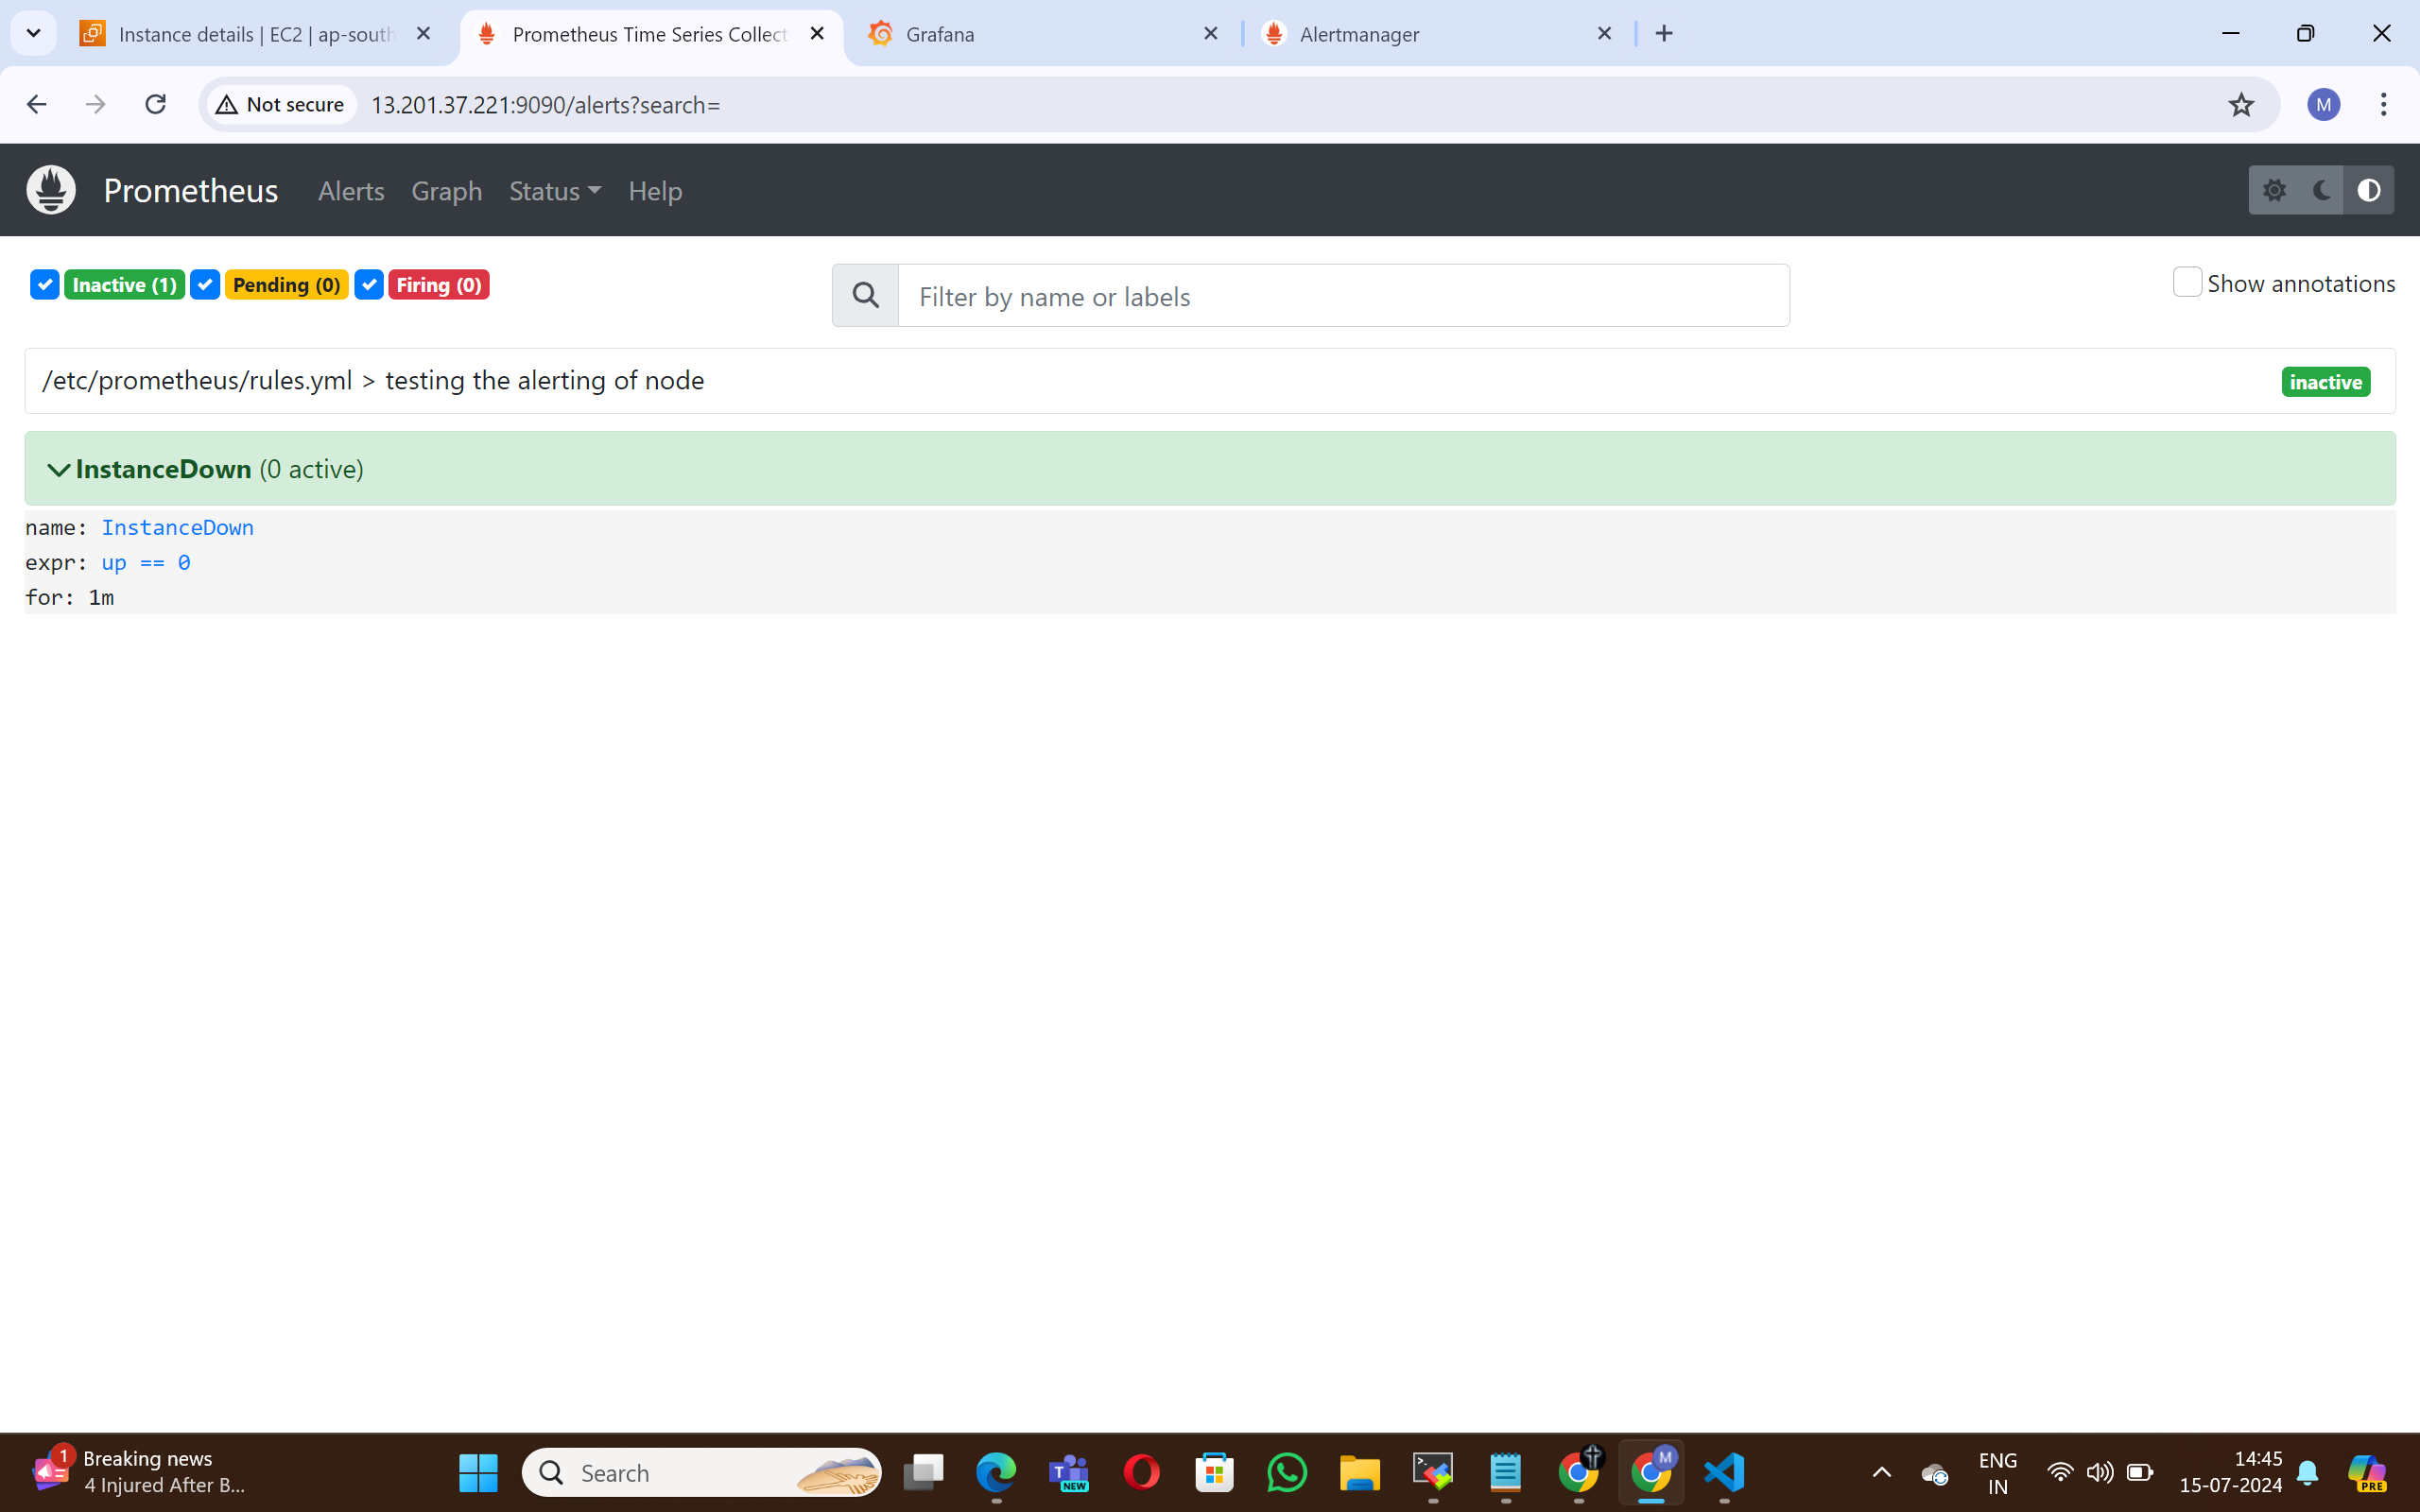 Instance details | EC2 | ap-south
Prometheus Time Series Collect
Grafana
Alertmanager
Not secure
13.201.37.221:9090/alerts?search=
M
Prometheus
Alerts
Graph
Status
Help
Inactive (1)
Pending (0)
Firing (0)
Filter by name or labels
Show annotations
/etc/prometheus/rules.yml > testing the alerting of node
inactive
InstanceDown (0 active)
name: InstanceDown
expr: up == 0
for: 1m
1
Breaking news
4 Injured After B...
Search
T
NEW
M
ENG
IN
14:45
15-07-2024
PRE